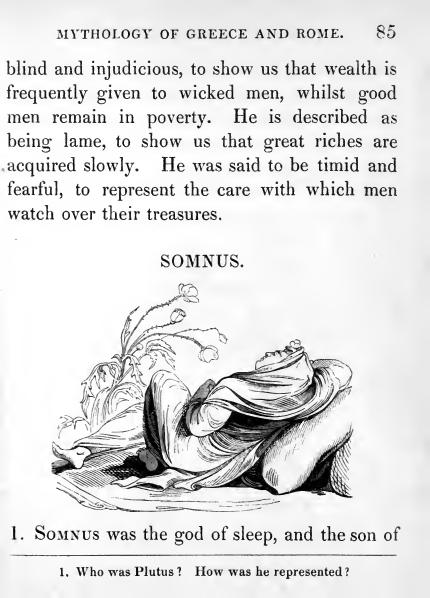 MYTHOLOGY OF GREECE AND ROME. 85
blind and injudicious, to show us that wealth is
frequently given to wicked men, whilst good
men remain in poverty. He is described as
being lame, to show us that great riches are
acquired slowly. He was said to be timid and
fearful, to represent the care with which men
watch over their treasures.
SOMNUS.
1. SOMNUS was the god of sleep, and the son of
1. Who was Plutus? How was he represented?